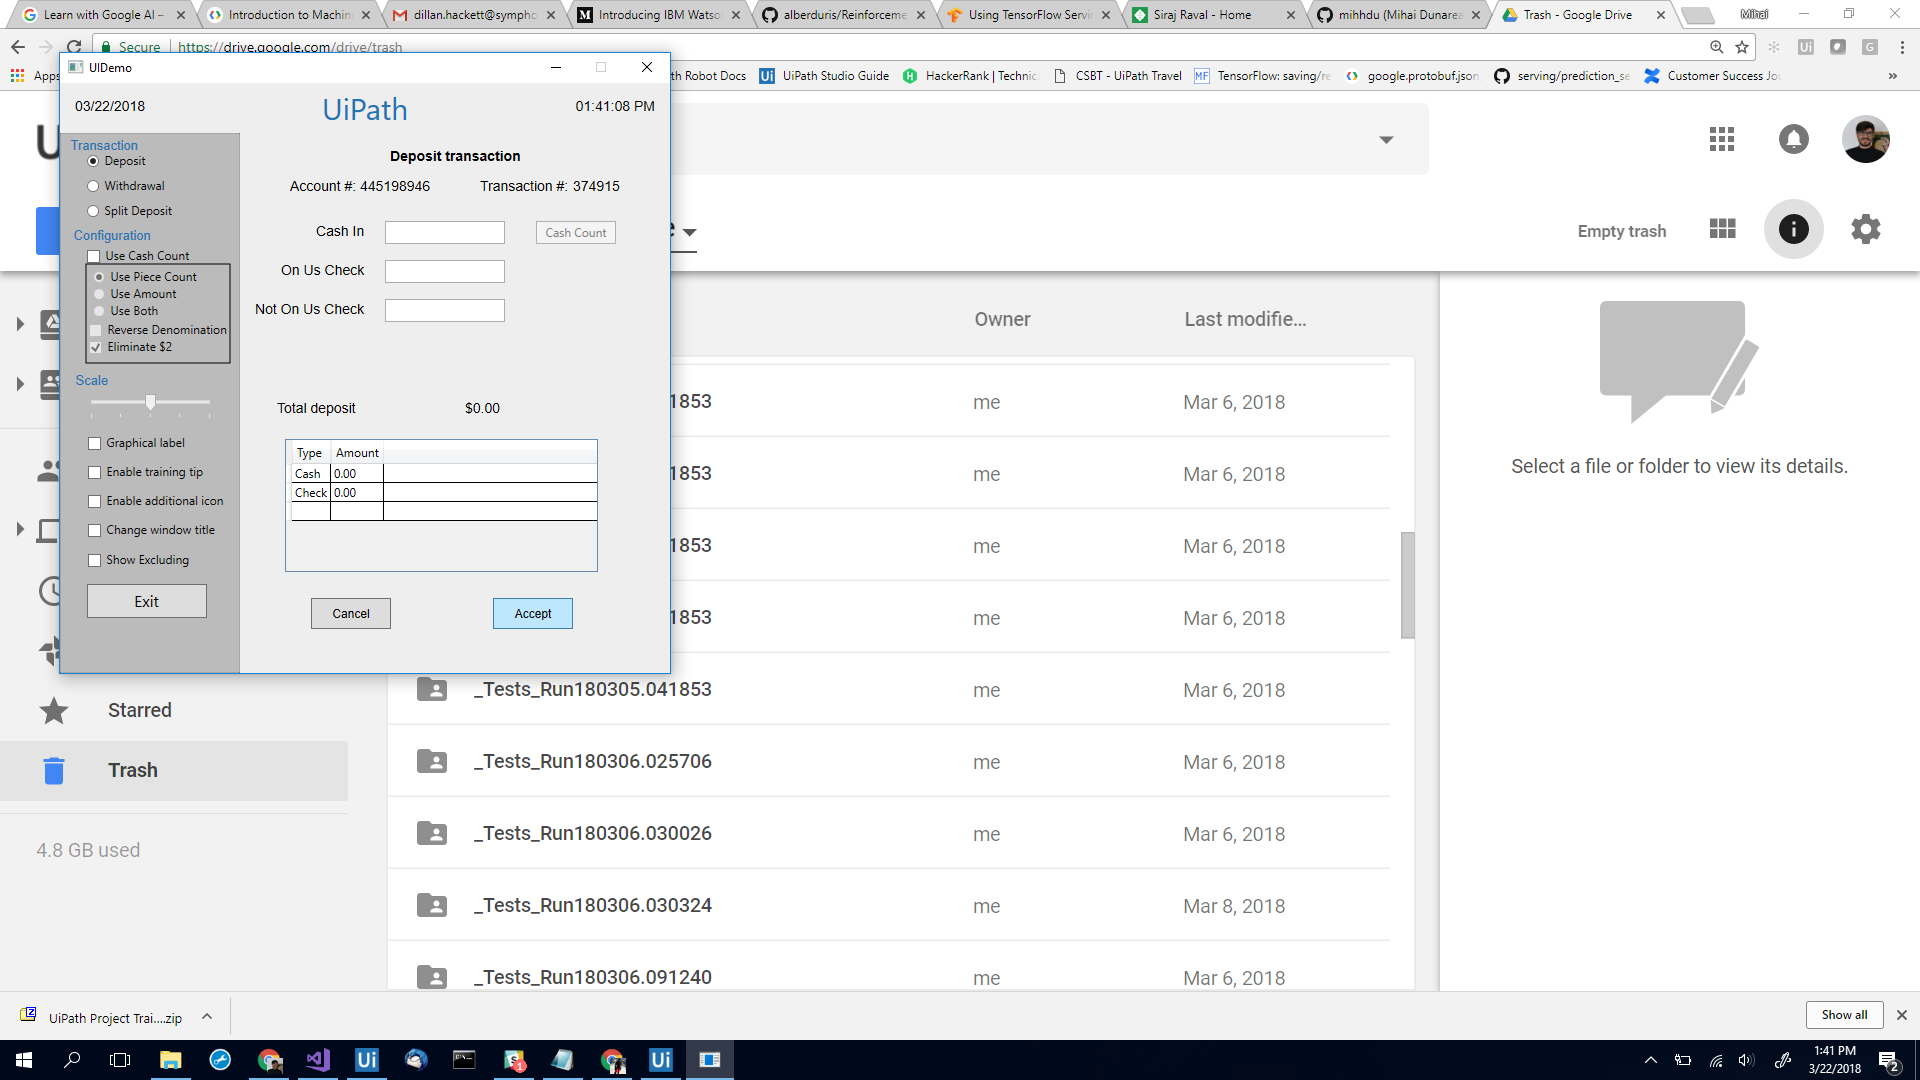 Learn with Google AI –
Introduction to Machin
dillan.hackett@sympho
Introducing IBM Watso
alberduris/Reinforceme
Using TensorFlow Servi
Siraj Raval - Home
mihhdu (Mihai Dunarea
Trash - Google Drive
Mihai
Secure
https://drive.google.com/drive/trash
Apps
th Robot Docs
UiPath Studio Guide
HackerRank | Technic
CSBT - UiPath Travel
TensorFlow: saving/re
google.protobuf.json
serving/prediction_se
Customer Success Jou
»
UIDemo
03/22/2018
UiPath
01:41:08 PM
Transaction
Deposit
Withdrawal
Split Deposit
Configuration
Use Cash Count
Use Piece Count
Use Amount
Use Both
Reverse Denomination
Eliminate $2
Scale
Graphical label
Enable training tip
Enable additional icon
Change window title
Show Excluding
Exit
Deposit transaction
Account #: 445198946
Transaction #: 374915
Cash In
Cash Count
On Us Check
Not On Us Check
Total deposit
$0.00
Type Amount
Cash 0.00
Check 0.00
Cancel
Accept
Empty trash
Owner
Last modifie...
1853 me Mar 6, 2018
1853 me Mar 6, 2018
1853 me Mar 6, 2018
1853 me Mar 6, 2018
_Tests_Run180305.041853 me Mar 6, 2018
_Tests_Run180306.025706 me Mar 6, 2018
_Tests_Run180306.030026 me Mar 6, 2018
_Tests_Run180306.030324 me Mar 8, 2018
_Tests_Run180306.091240 me Mar 6, 2018
Select a file or folder to view its details.
Starred
Trash
4.8 GB used
UiPath Project Trai....zip
Show all
Ui
Ui
1:41 PM
3/22/2018
2